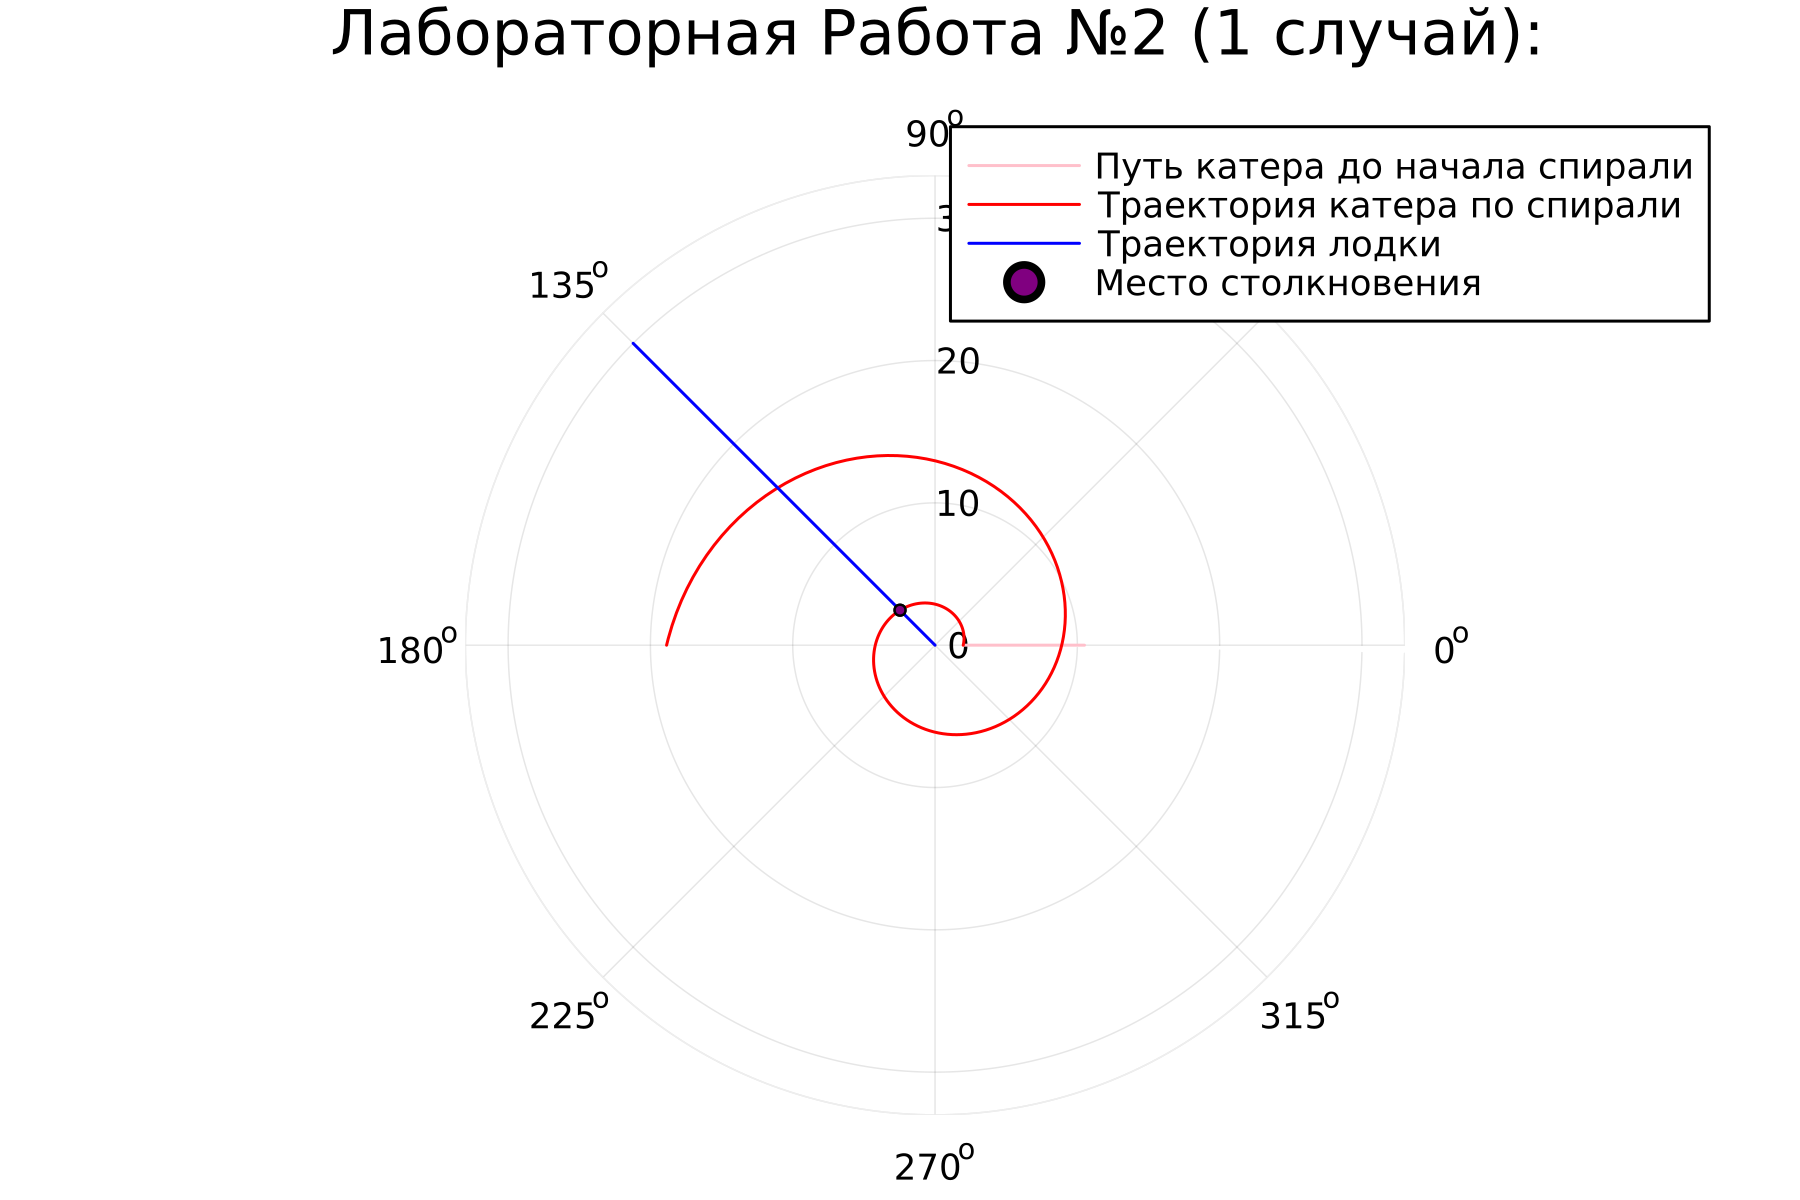 Лабораторная Работа №2 (1 случай):
90°
Путь катера до начала спирали
Траектория катера по спирали
Траектория лодки
Место столкновения
3
135°
20
10
180°
0
0°
225°
315°
270°